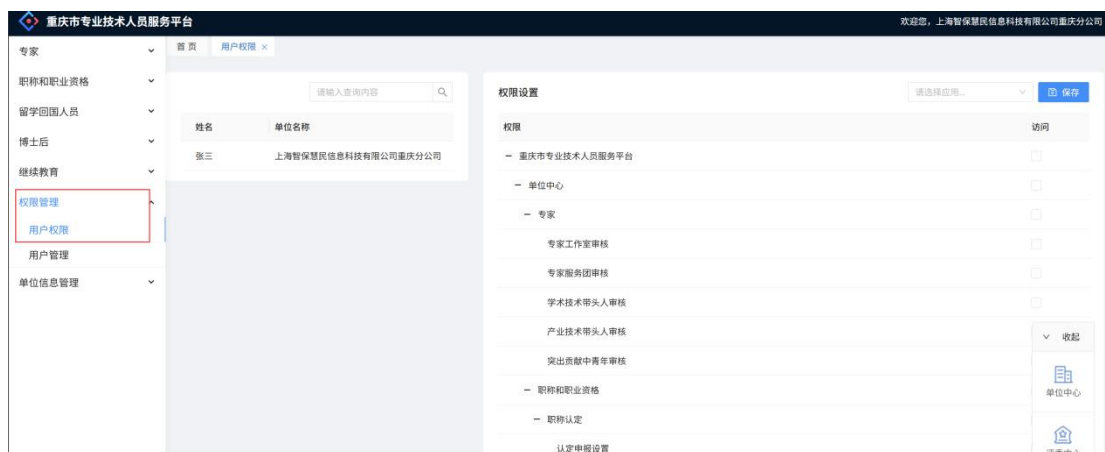 重庆市专业技术人员服务平台
欢迎您，上海智保慧民信息科技有限公司重庆分公司
专家
职称和职业资格
留学回国人员
博士后
继续教育
权限管理
用户权限
用户管理
单位信息管理
首 页 用户权限 ×
请输入查询内容
姓名 单位名称
张三 上海智保慧民信息科技有限公司重庆分公司
权限设置 请选择应用... 保存
权限 访问
重庆市专业技术人员服务平台
单位中心
专家
专家工作室审核
专家服务团审核
学术技术带头人审核
产业技术带头人审核
突出贡献中青年审核
职称和职业资格
职称认定
认定申报设置
收起
单位中心